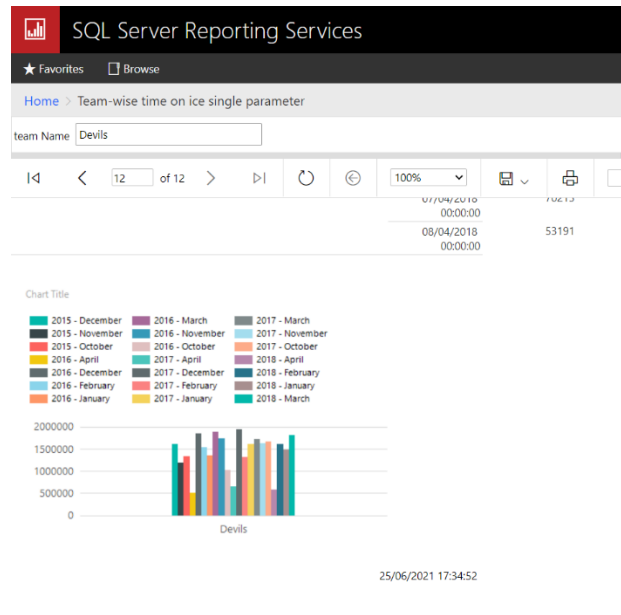 SQL Server Reporting Services
Favorites Browse
Home > Team-wise time on ice single parameter
team Name Devils
12 of 12 100%
07/04/2018 70215
00:00:00
08/04/2018 53191
00:00:00
Chart Title
2015 - December 2016 - March 2017 - March
2015 - November 2016 - November 2017 - November
2015 - October 2016 - October 2017 - October
2016 - April 2017 - April 2018 - April
2016 - December 2017 - December 2018 - February
2016 - February 2017 - February 2018 - January
2016 - January 2017 - January 2018 - March
2000000
1500000
1000000
500000
0
Devils
25/06/2021 17:34:52